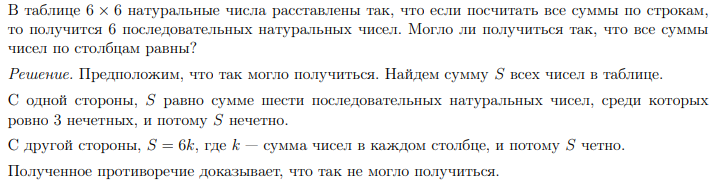 В таблице 6 × 6 натуральные числа расставлены так, что если посчитать все суммы по строкам,
то получится 6 последовательных натуральных чисел. Могло ли получиться так, что все суммы
чисел по столбцам равны?
Решение. Предположим, что так могло получиться. Найдем сумму S всех чисел в таблице.
С одной стороны, S равно сумме шести последовательных натуральных чисел, среди которых
ровно 3 нечетных, и потому S нечетно.
С другой стороны, S = 6k, где k — сумма чисел в каждом столбце, и потому S четно.
Полученное противоречие доказывает, что так не могло получиться.